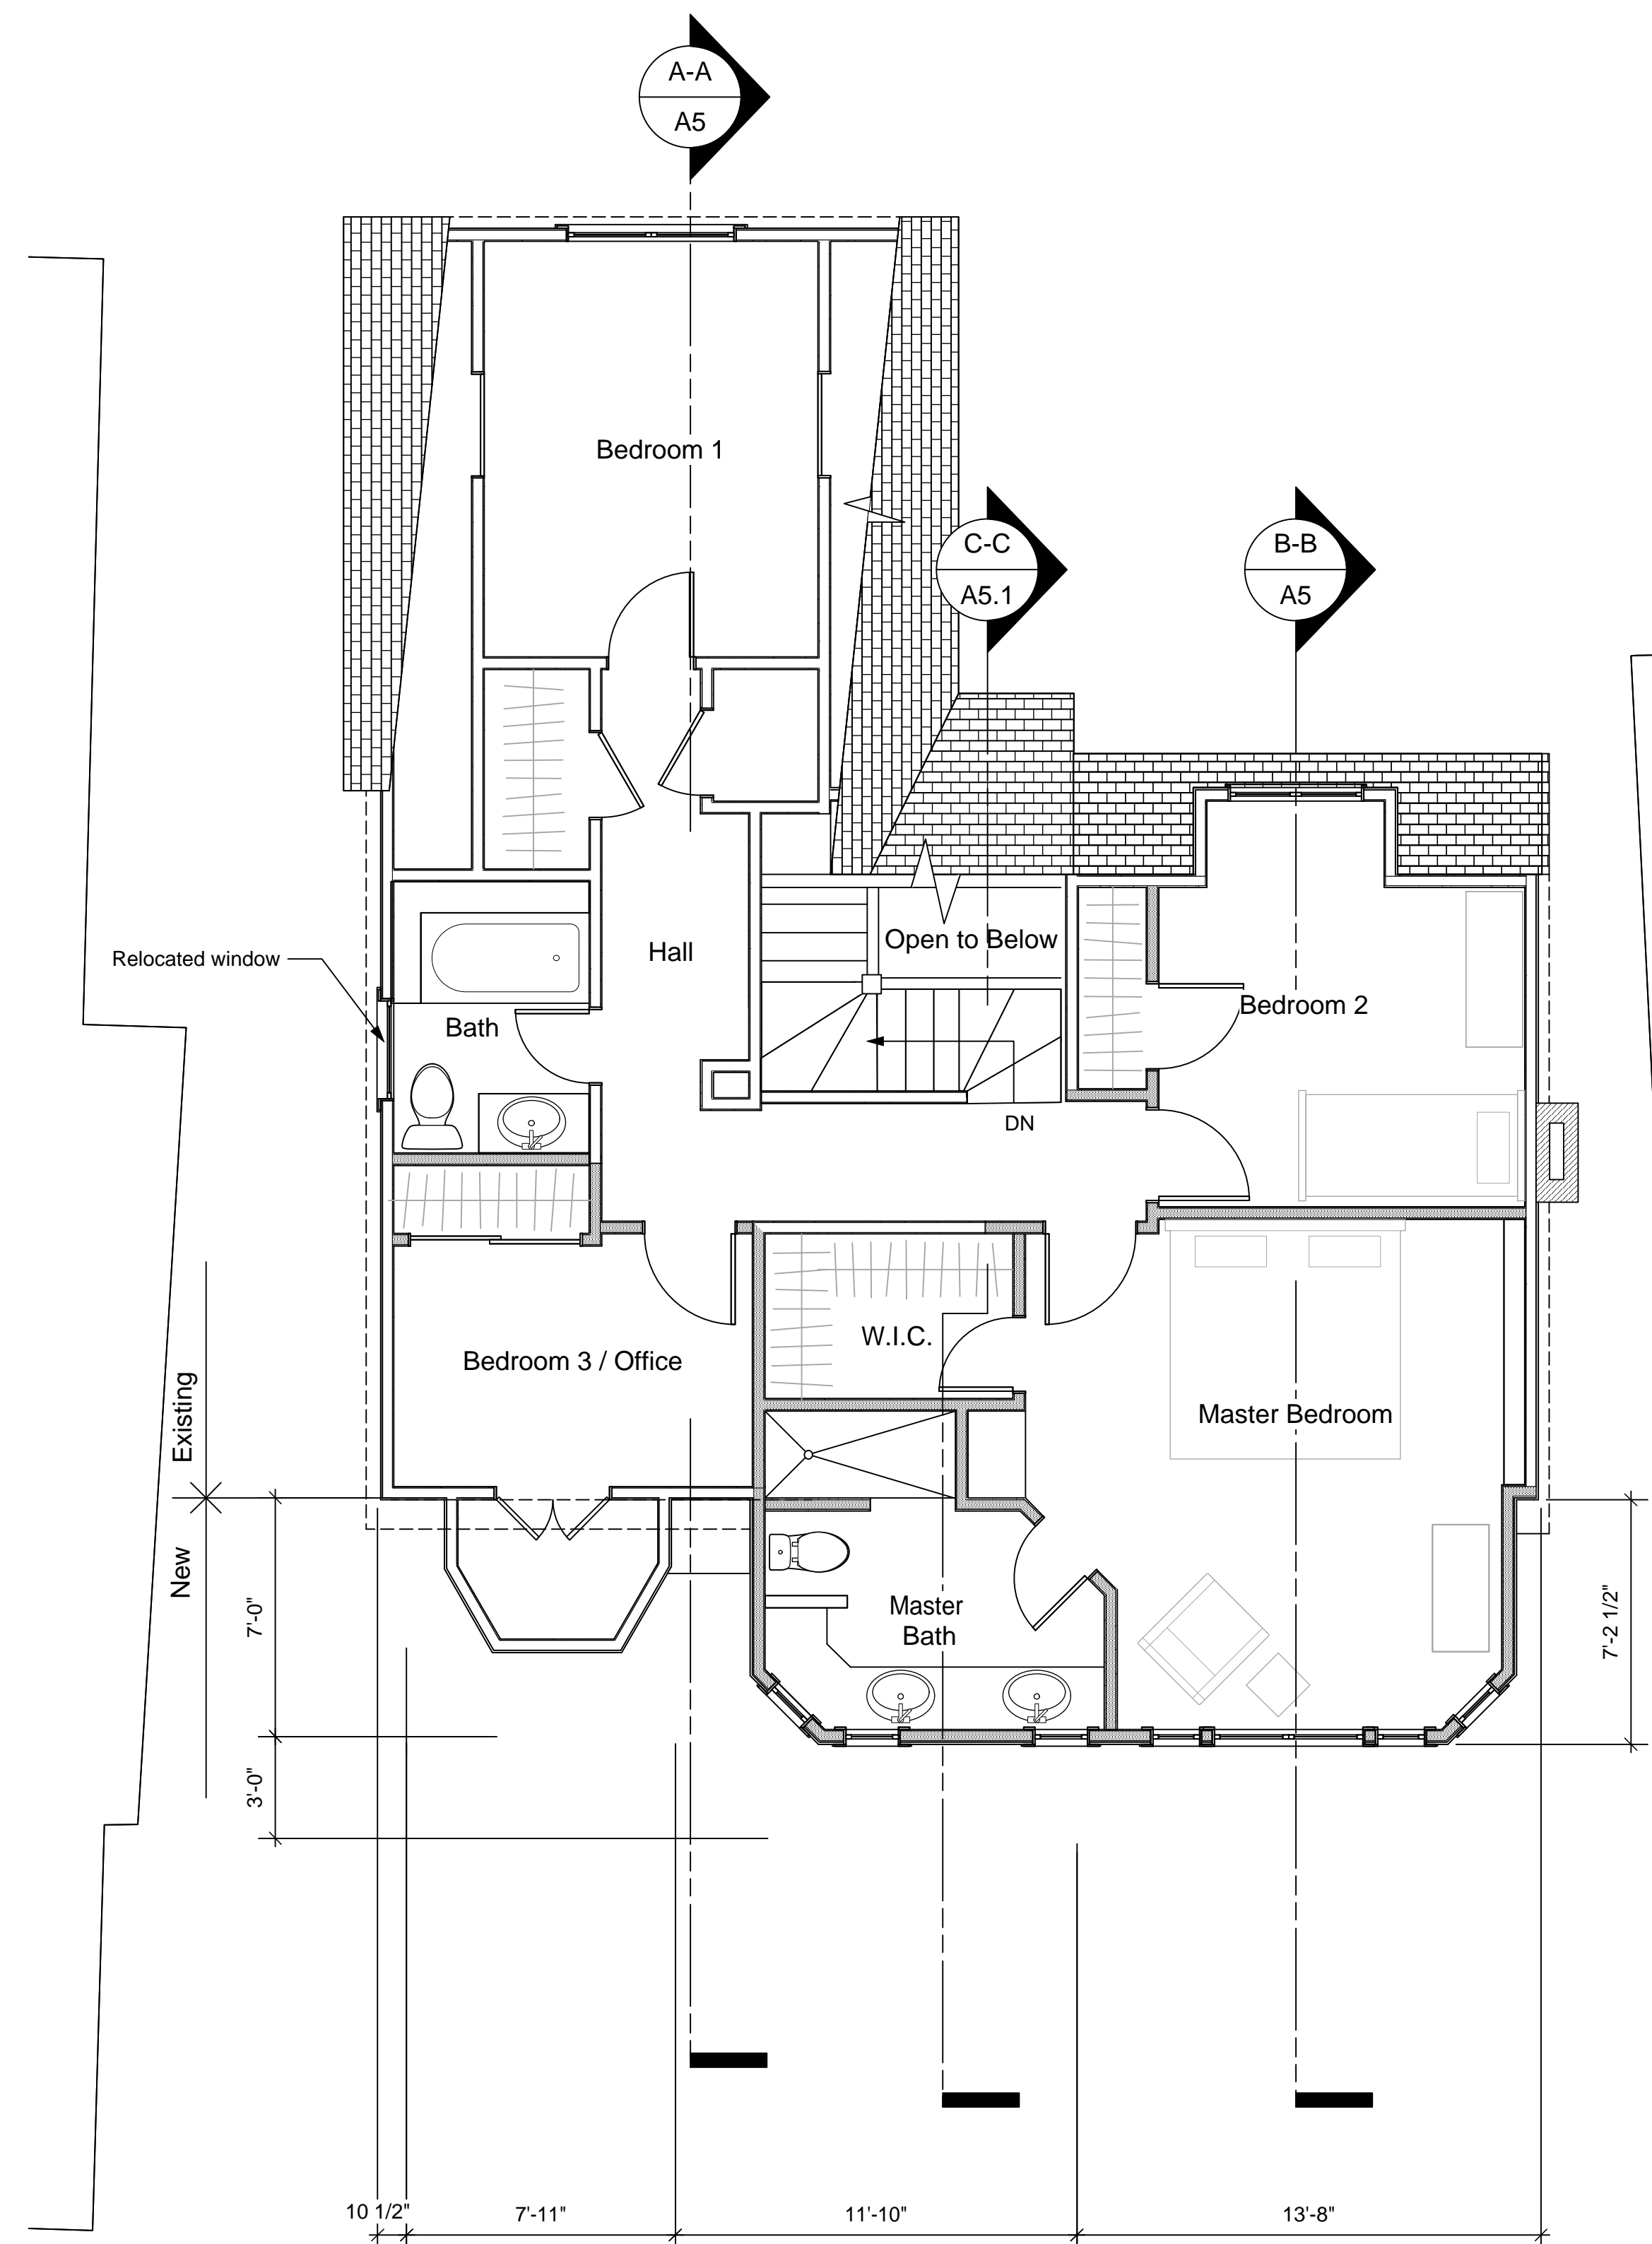 A-A
A5
Bedroom 1
C-C
A5.1
B-B
A5
Relocated window
Hall
Open to Below
Bath
Bedroom 2
DN
W.I.C.
Bedroom 3 / Office
Master Bedroom
Existing
New
7'-0"
Master
Bath
7'-2 1/2"
3'-0"
10 1/2"
7'-11"
11'-10"
13'-8"